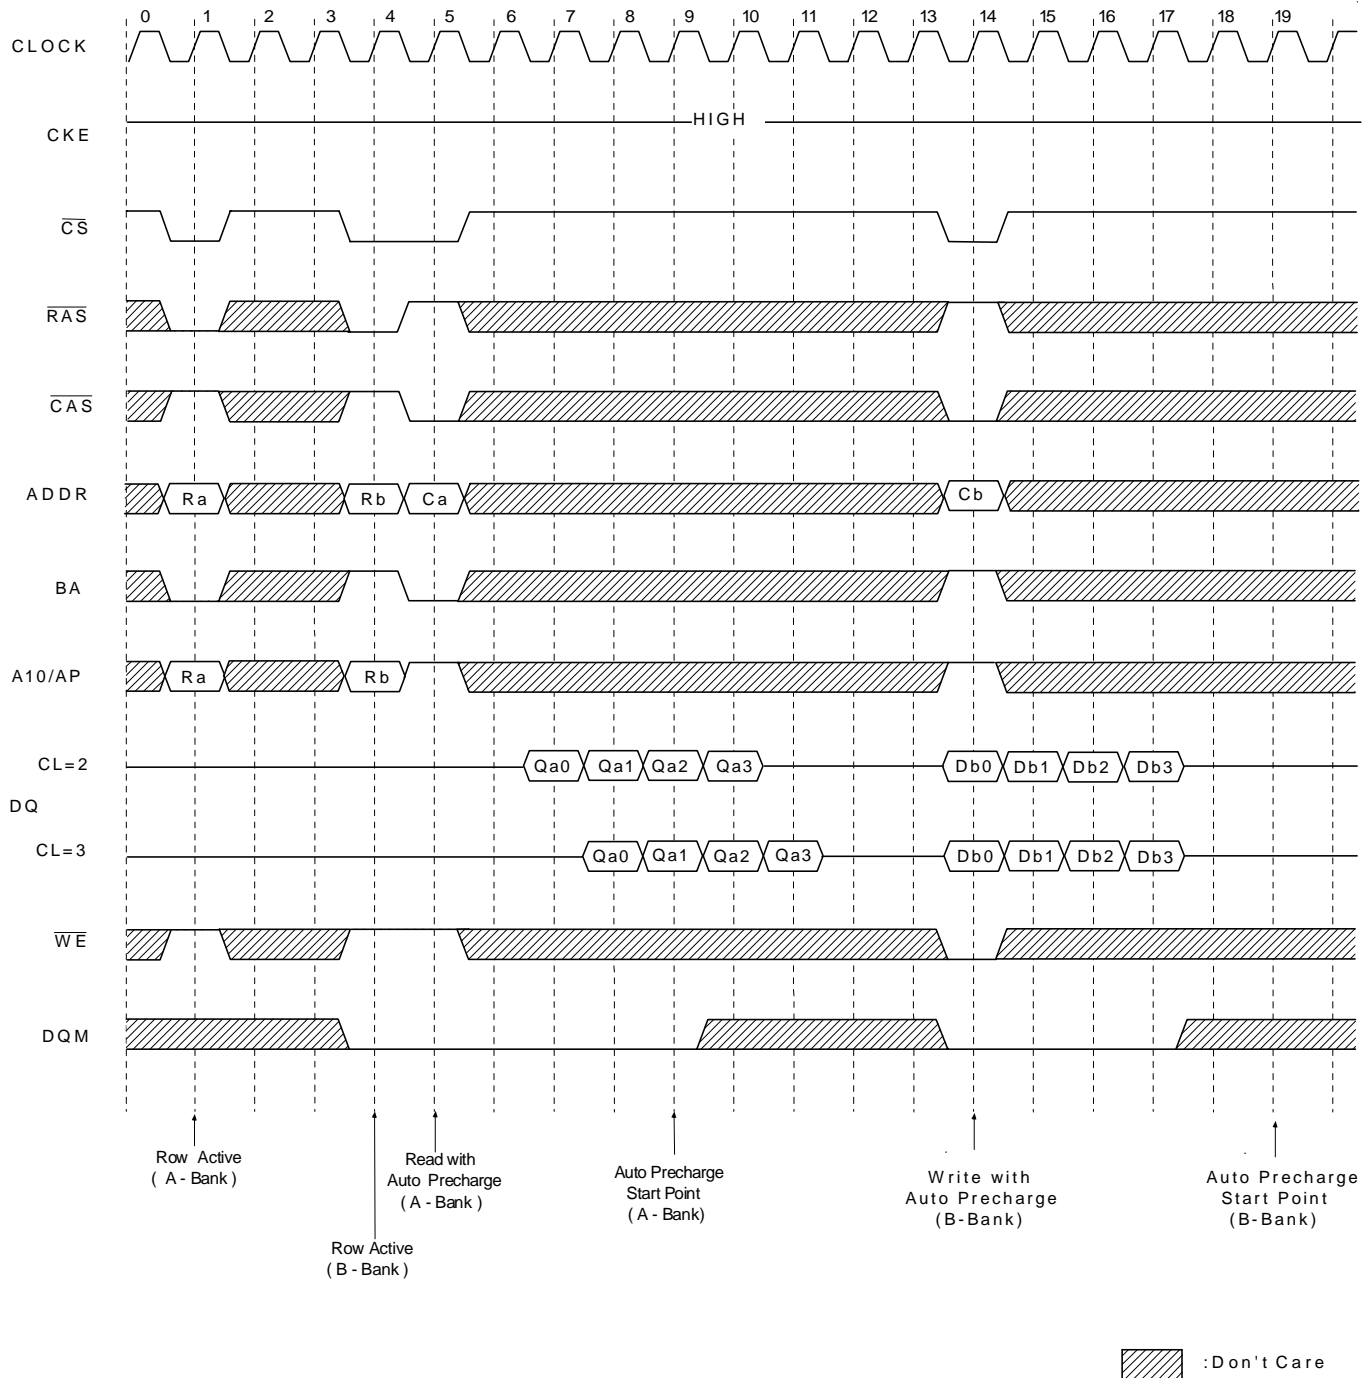 0 1 2 3 4 5 6 7 8 9 10 11 12 13 14 15 16 17 18 19
CLOCK
CKE HIGH
CS
RAS
CAS
ADDR Ra Rb Ca Cb
BA
A10/AP Ra Rb
CL=2 Qa0 Qa1 Qa2 Qa3 Db0 Db1 Db2 Db3
DQ
CL=3 Qa0 Qa1 Qa2 Qa3 Db0 Db1 Db2 Db3
WE
DQM
Row Active
( A - Bank )
Row Active
( B - Bank )
Read with
Auto Precharge
( A - Bank )
Auto Precharge
Start Point
( A - Bank)
Write with
Auto Precharge
(B-Bank)
Auto Precharge
Start Point
(B-Bank)
:Don't Care